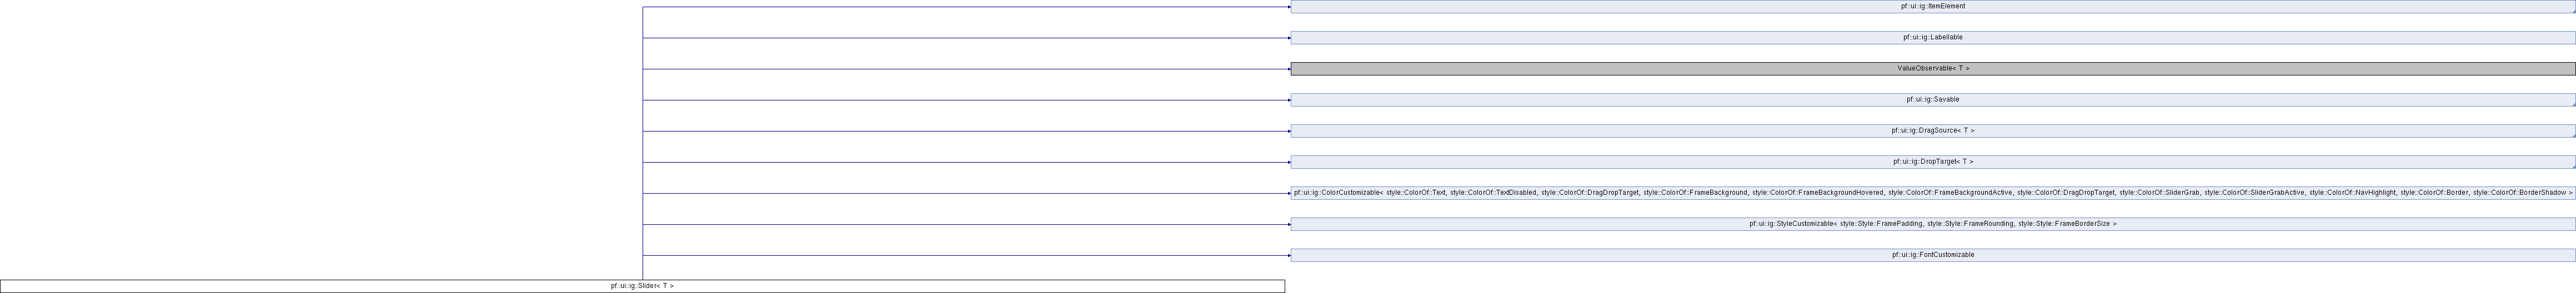 pf::ui::ig::ItemElement
pf::ui::ig::Labellable
ValueObservable< T >
pf::ui::ig::Savable
pf::ui::ig::DragSource< T >
pf::ui::ig::DropTarget< T >
pf::ui::ig::ColorCustomizable< style::ColorOf::Text, style::ColorOf::TextDisabled, style::ColorOf::DragDropTarget, style::ColorOf::FrameBackground, style::ColorOf::FrameBackgroundHovered, style::ColorOf::FrameBackgroundActive, style::ColorOf::DragDropTarget, style::ColorOf::SliderGrab, style::ColorOf::SliderGrabActive, style::ColorOf::NavHighlight, style::ColorOf::Border, style::ColorOf::BorderShadow >
pf::ui::ig::StyleCustomizable< style::Style::FramePadding, style::Style::FrameRounding, style::Style::FrameBorderSize >
pf::ui::ig::FontCustomizable
pf::ui::ig::Slider< T >